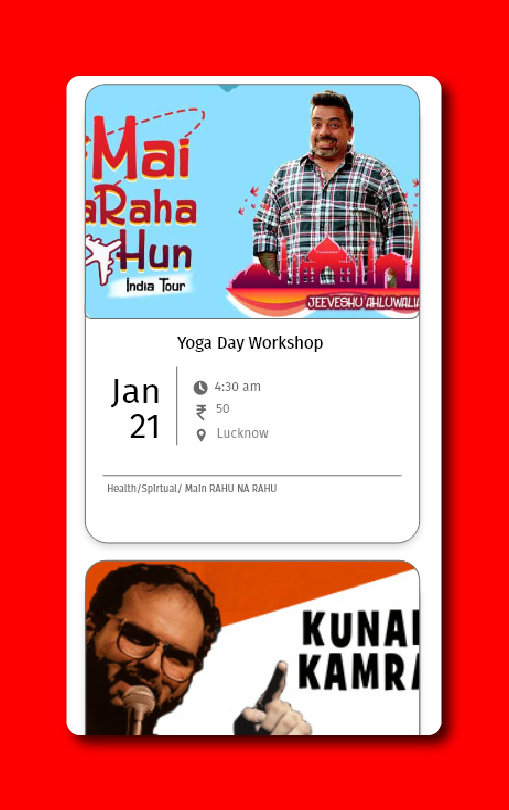 Mai
aRaha
Hun
India Tour
JEEVESHU AHLUWALIA
Yoga Day Workshop
Jan
21
4:30 am
₹ 50
Lucknow
Health/Spirtual/ Main RAHU NA RAHU
KUNAL
KAMRA